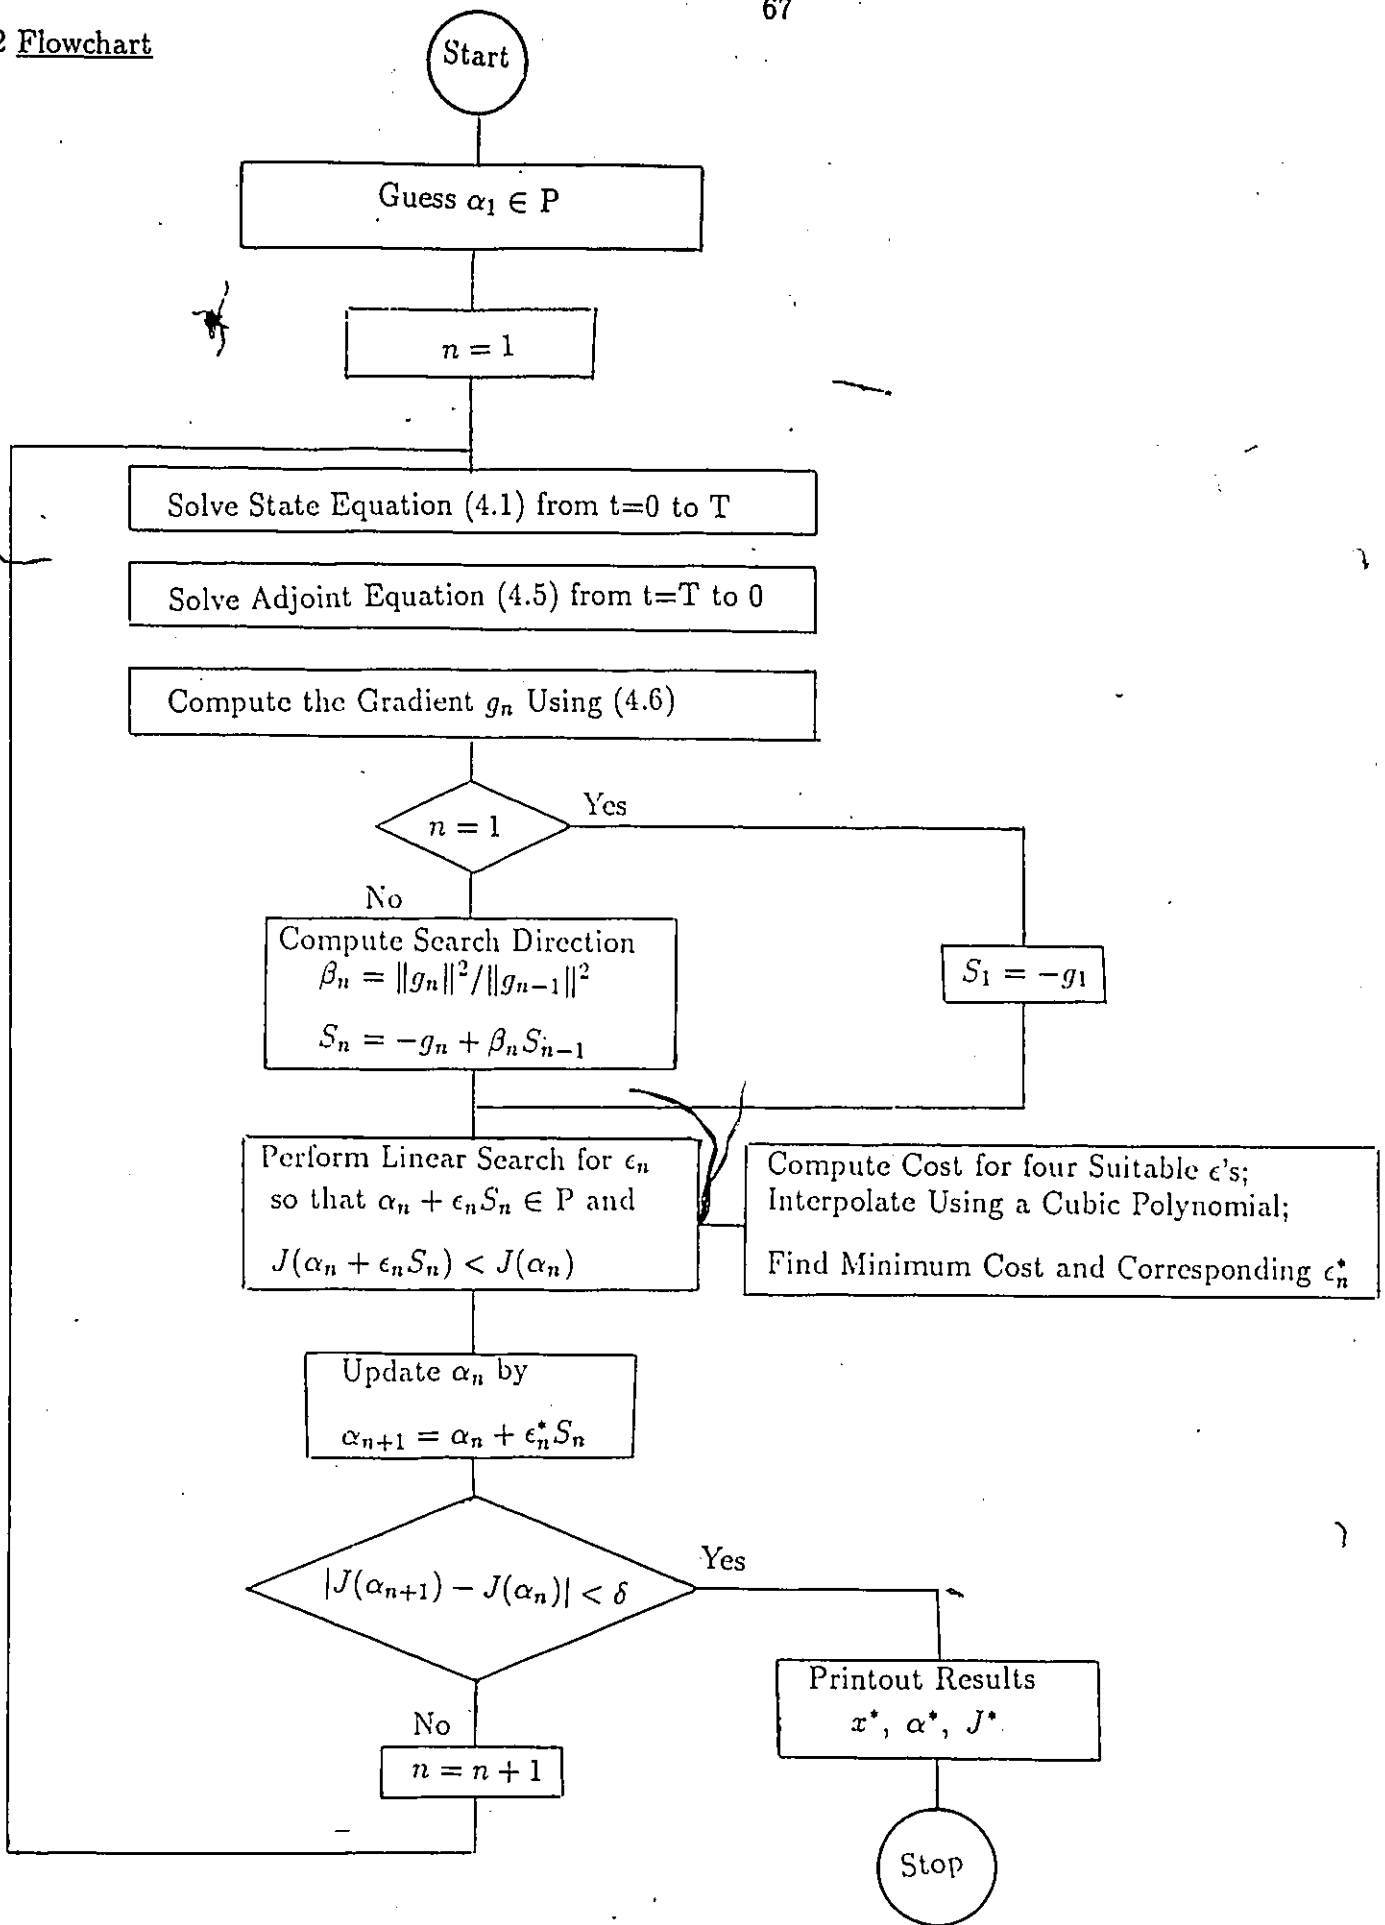 67
2 Flowchart
Start
Guess α₁ ∈ P
n = 1
Solve State Equation (4.1) from t=0 to T
Solve Adjoint Equation (4.5) from t=T to 0
Compute the Gradient gₙ Using (4.6)
n = 1
Yes
No
Compute Search Direction
βₙ = ||gₙ||²/||gₙ₋₁||²
Sₙ = −gₙ + βₙSₙ₋₁
S₁ = −g₁
Perform Linear Search for εₙ
so that αₙ + εₙSₙ ∈ P and
J(αₙ + εₙSₙ) < J(αₙ)
Compute Cost for four Suitable ε's;
Interpolate Using a Cubic Polynomial;
Find Minimum Cost and Corresponding εₙ*
Update αₙ by
αₙ₊₁ = αₙ + εₙ*Sₙ
|J(αₙ₊₁) − J(αₙ)| < δ
Yes
No
n = n + 1
Printout Results
x*, α*, J*
Stop